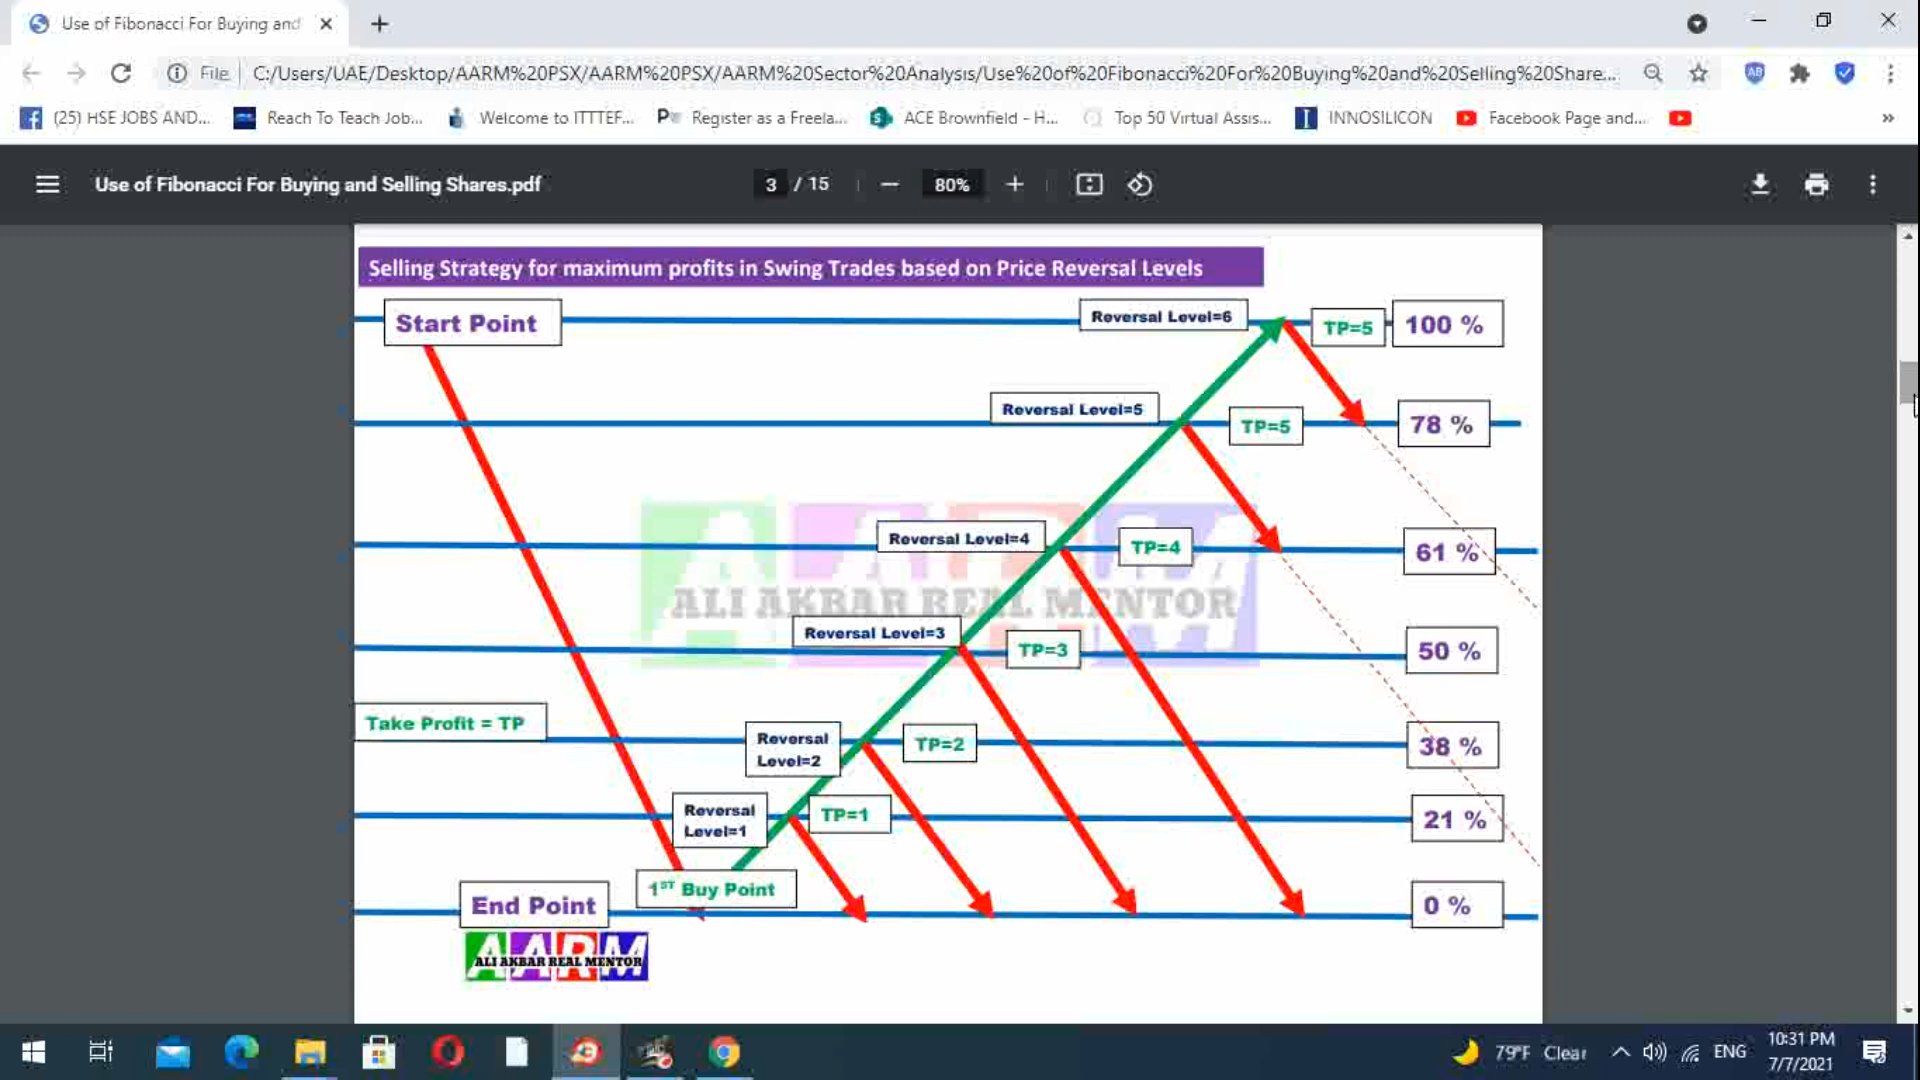 Use of Fibonacci For Buying and
File C:/Users/UAE/Desktop/AARM%20PSX/AARM%20PSX/AARM%20Sector%20Analysis/Use%20of%20Fibonacci%20For%20Buying%20and%20Selling%20Share...
(25) HSE JOBS AND...
Reach To Teach Job...
Welcome to ITTTEF...
Register as a Freela...
ACE Brownfield - H...
Top 50 Virtual Assis...
INNOSILICON
Facebook Page and...
Use of Fibonacci For Buying and Selling Shares.pdf
3 / 15
80%
Selling Strategy for maximum profits in Swing Trades based on Price Reversal Levels
Start Point
Reversal Level=6
TP=5
100 %
Reversal Level=5
TP=5
78 %
Reversal Level=4
TP=4
61 %
AARM
ALI AKBAR REAL MENTOR
Reversal Level=3
TP=3
50 %
Take Profit = TP
Reversal
Level=2
TP=2
38 %
Reversal
Level=1
TP=1
21 %
1ST Buy Point
End Point
0 %
AARM
ALI AKBAR REAL MENTOR
79°F Clear
ENG
10:31 PM
7/7/2021